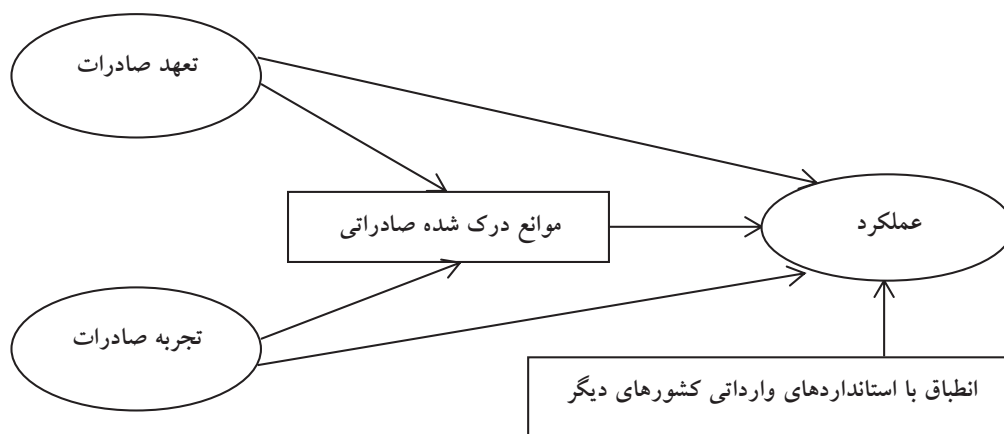 تعهد صادرات
موانع درک شده صادراتی
عملکرد
تجربه صادرات
انطباق با استانداردهای وارداتی کشورهای دیگر